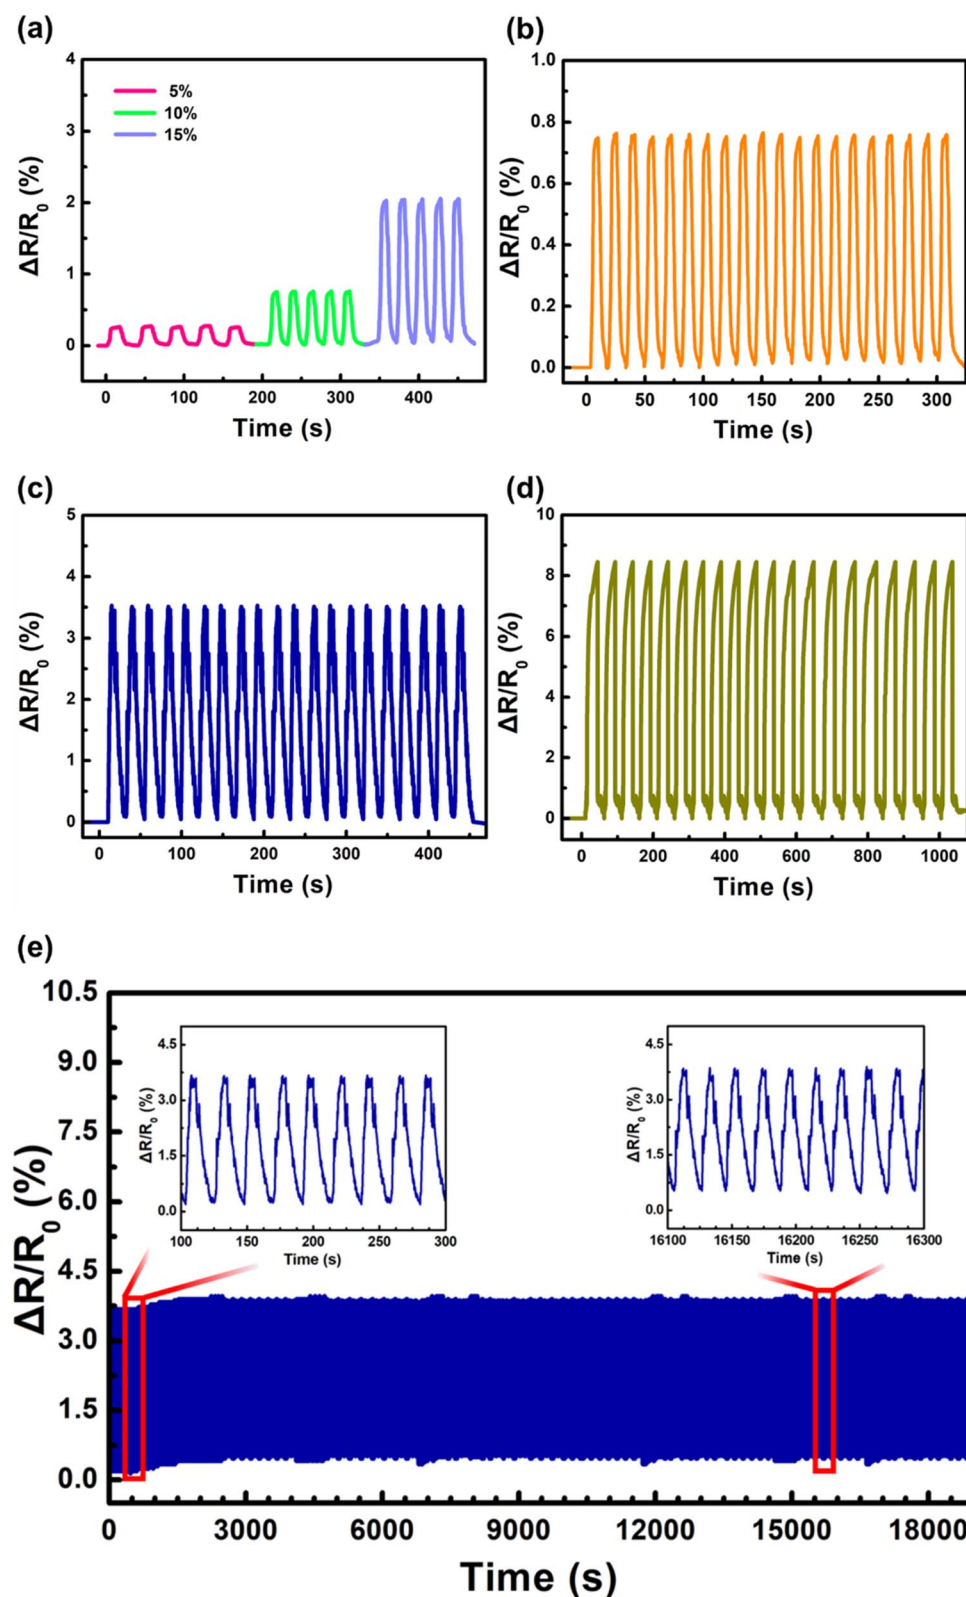 (a)
4
3
2
1
0
ΔR/R0 (%)
5%
10%
15%
0 100 200 300 400
Time (s)
(b)
1.0
0.8
0.6
0.4
0.2
0.0
ΔR/R0 (%)
0 50 100 150 200 250 300
Time (s)
(c)
5
4
3
2
1
0
ΔR/R0 (%)
0 100 200 300 400
Time (s)
(d)
10
8
6
4
2
0
ΔR/R0 (%)
0 200 400 600 800 1000
Time (s)
(e)
10.5
9.0
7.5
6.0
4.5
3.0
1.5
0.0
ΔR/R0 (%)
4.5
3.0
1.5
0.0
ΔR/R0 (%)
100 150 200 250 300
Time (s)
4.5
3.0
1.5
0.0
ΔR/R0 (%)
16100 16150 16200 16250 16300
Time (s)
0 3000 6000 9000 12000 15000 18000
Time (s)